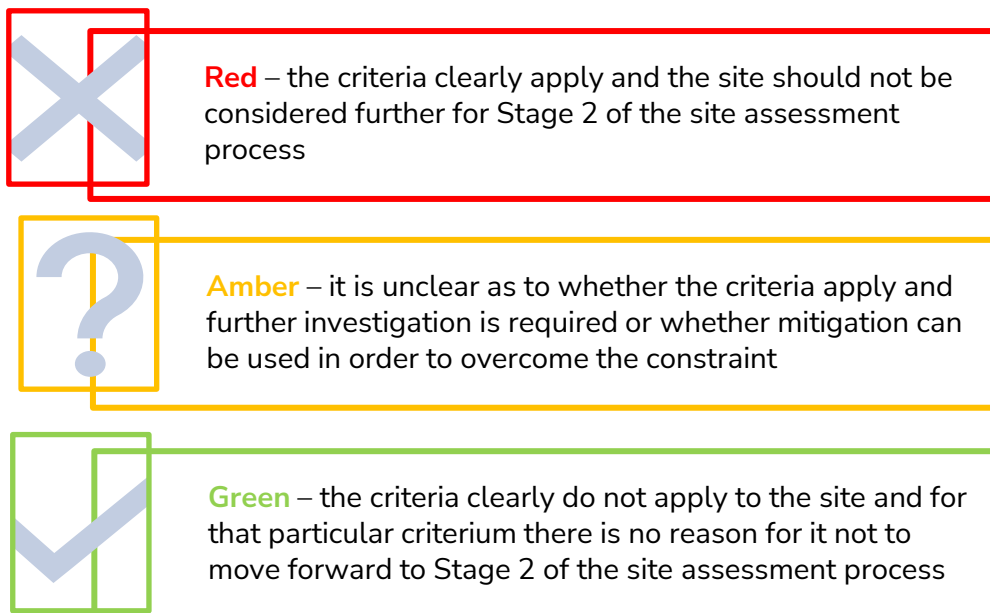 Red – the criteria clearly apply and the site should not be
considered further for Stage 2 of the site assessment
process
Amber – it is unclear as to whether the criteria apply and
further investigation is required or whether mitigation can
be used in order to overcome the constraint
Green – the criteria clearly do not apply to the site and for
that particular criterium there is no reason for it not to
move forward to Stage 2 of the site assessment process